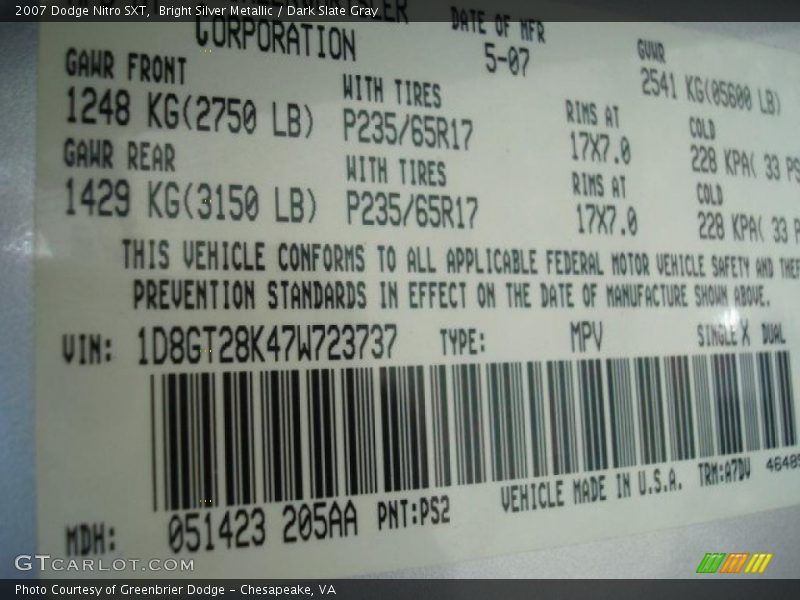 2007 Dodge Nitro SXT,  Bright Silver Metallic / Dark Slate Gray
CORPORATION
DATE OF MFR
5-07
GVWR
2541 KG(05600 LB)
GAWR FRONT
1248 KG(2750 LB)
WITH TIRES
P235/65R17
RIMS AT
17X7.0
COLD
228 KPA( 33 PS
GAWR REAR
1429 KG(3150 LB)
WITH TIRES
P235/65R17
RIMS AT
17X7.0
COLD
228 KPA( 33 P
THIS VEHICLE CONFORMS TO ALL APPLICABLE FEDERAL MOTOR VEHICLE SAFETY AND THEF
PREVENTION STANDARDS IN EFFECT ON THE DATE OF MANUFACTURE SHOWN ABOVE.
VIN: 1D8GT28K47W723737 TYPE: MPV SINGLE X DUAL
MDH: 051423 205AA PNT:PS2 VEHICLE MADE IN U.S.A. TRM:A7DV 4648
GTCARLOT.COM
Photo Courtesy of Greenbrier Dodge - Chesapeake, VA